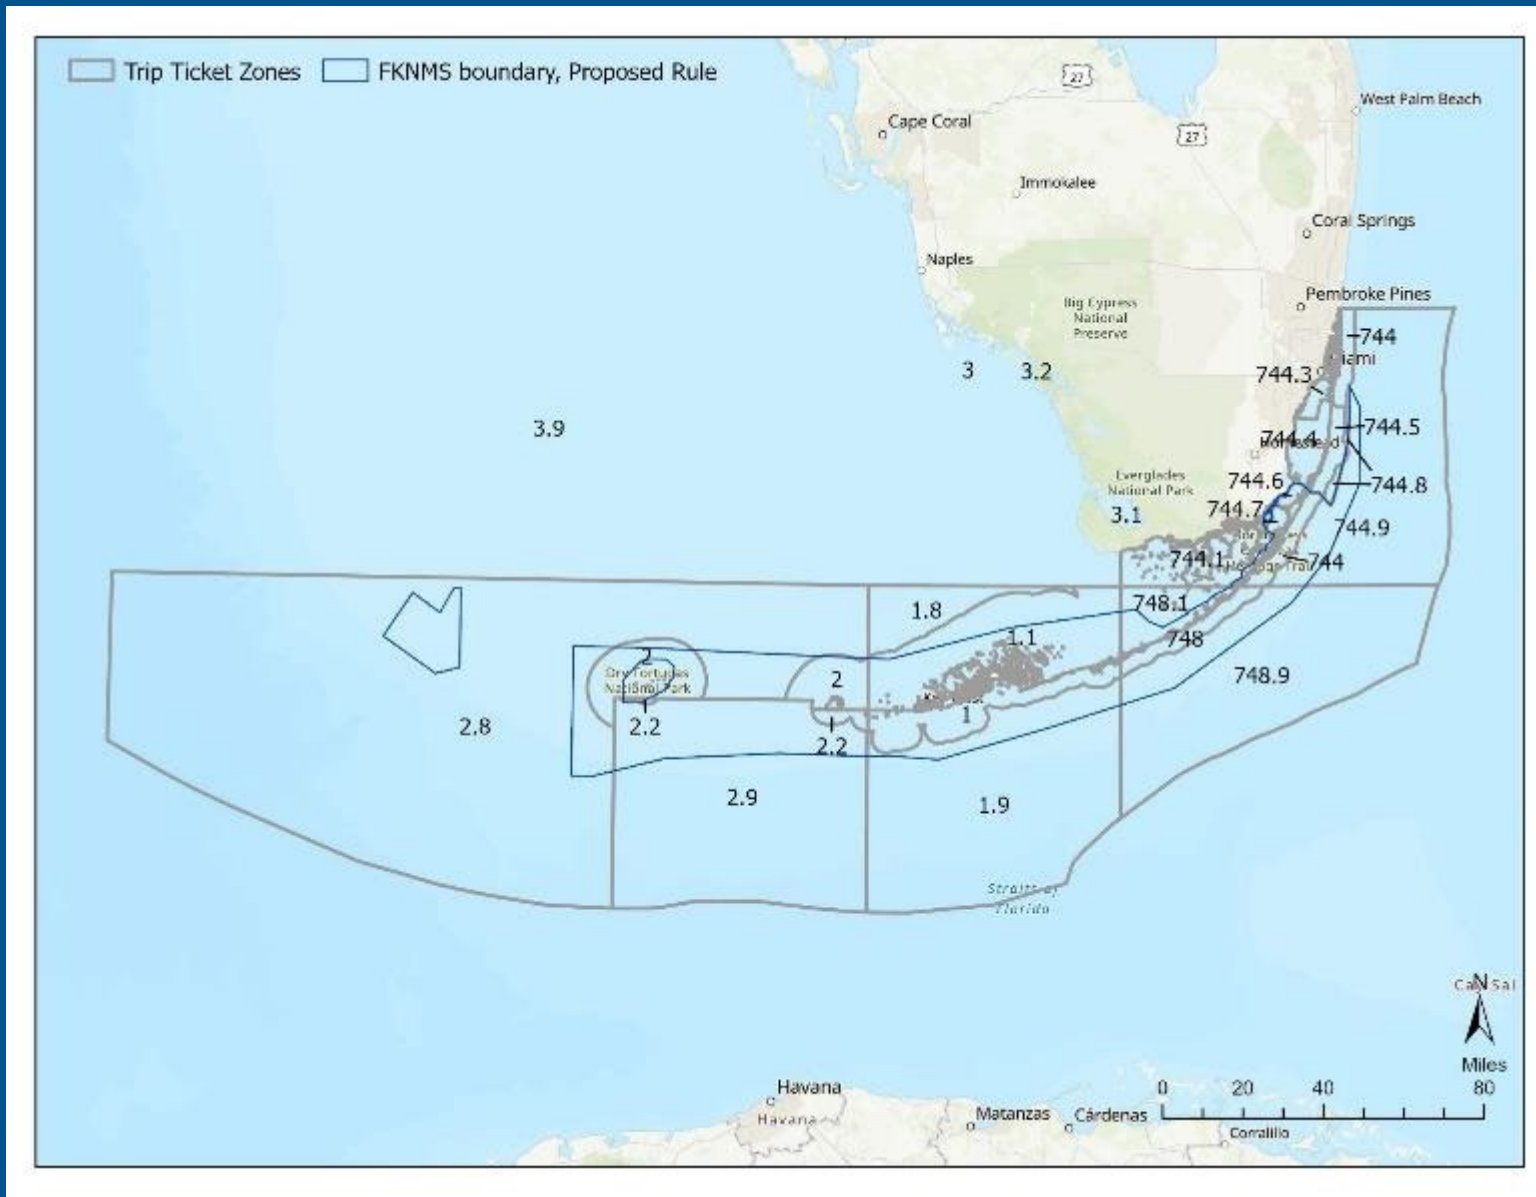 Trip Ticket Zones
FKNMS boundary, Proposed Rule
27
West Palm Beach
Cape Coral
27
Immokalee
Coral Springs
Naples
Pembroke Pines
Big Cypress
National
Preserve
744
iami
3
3.2
744.3
3.9
744.5
744.4
Everglades
National Park
744.6
744.8
744.7
3.1
744.9
744.1
744
1.8
748.1
1.1
748
2
Dry Tortugas
National Park
2
748.9
1
2.8
2.2
2.2
2.9
1.9
Straits of
Florida
N
Cay Sal
Miles
0 20 40 80
Havana
Havana
Matanzas
Cárdenas
Corralillo